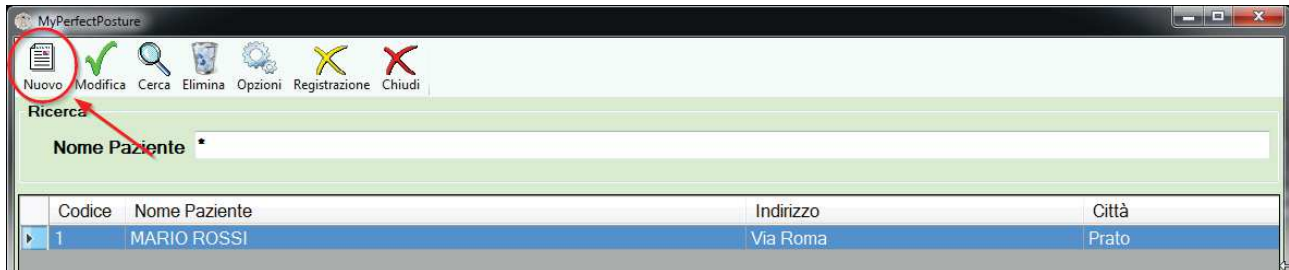 MyPerfectPosture
Nuovo Modifica Cerca Elimina Opzioni Registrazione Chiudi
Ricerca
Nome Paziente *
Codice Nome Paziente Indirizzo Città
1 MARIO ROSSI Via Roma Prato